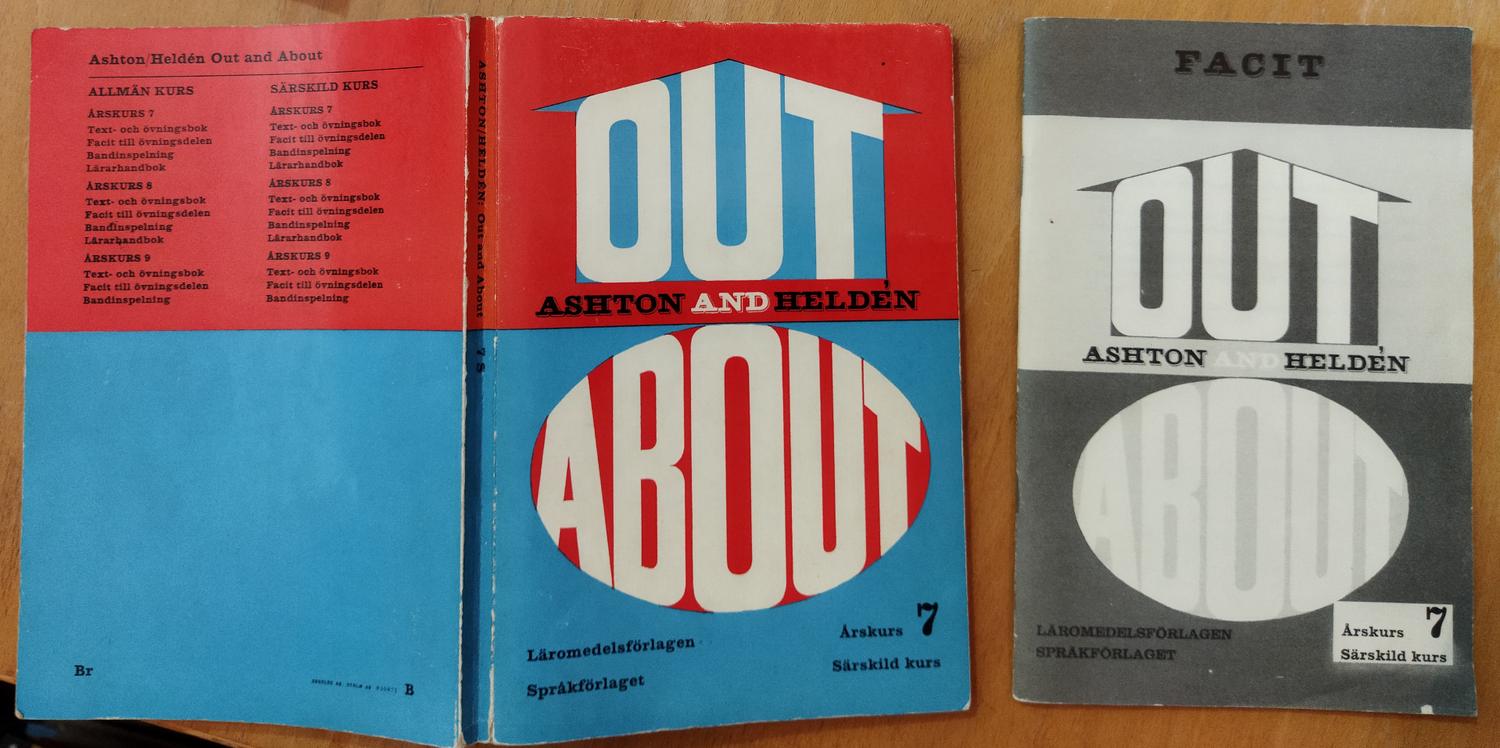 Ashton/Heldén Out and About
ALLMÄN KURS
ÅRSKURS 7
Text- och övningsbok
Facit till övningsdelen
Bandinspelning
Lärarhandbok
ÅRSKURS 8
Text- och övningsbok
Facit till övningsdelen
Bandinspelning
Lärarhandbok
ÅRSKURS 9
Text- och övningsbok
Facit till övningsdelen
Bandinspelning
SÄRSKILD KURS
ÅRSKURS 7
Text- och övningsbok
Facit till övningsdelen
Bandinspelning
Lärarhandbok
ÅRSKURS 8
Text- och övningsbok
Facit till övningsdelen
Bandinspelning
Lärarhandbok
ÅRSKURS 9
Text- och övningsbok
Facit till övningsdelen
Bandinspelning
Br
B
ASHTON/HELDÉN: Out and About 7 S
OUT
ASHTON AND HELDÉN
ABOUT
Läromedelsförlagen
Språkförlaget
Årskurs 7
Särskild kurs
FACIT
OUT
ASHTON AND HELDÉN
ABOUT
LÄROMEDELSFÖRLAGEN
SPRÅKFÖRLAGET
Årskurs 7
Särskild kurs